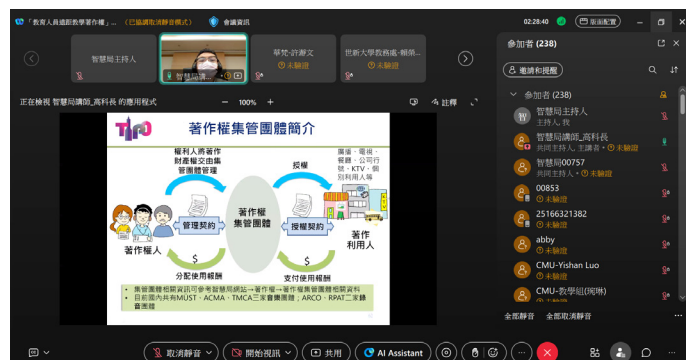 「教育人員遠距教學著作權」... （已協調取消靜音模式） 會議資訊
02:28:40 版面配置
智慧局主持人
智慧局講...
華梵-許瀞文
未驗證
世新大學教務處-賴榮...
未驗證
參加者 (238)
邀請和提醒
參加者 (238)
正在檢視 智慧局講師_高科長 的應用程式 100% 註釋
智 智慧局主持人
主持人, 我
智慧局講師_高科長
共同主持人, 主講者 • 未驗證
智慧局00757
共同主持人 • 未驗證
00853
未驗證
25166321382
未驗證
abby
未驗證
CMU-Yishan Luo
未驗證
CMU-教學組(琬琳)
未驗證
全部靜音 全部取消靜音
TIPO 著作權集管團體簡介
權利人將著作
財產權交由集
管團體管理
授權
廣播、電視、
餐廳、公司行
號、KTV、個
別利用人等
管理契約
著作權
集管團體
授權契約
著作權人
著作
利用人
$
$
分配使用報酬
支付使用報酬
• 集管團體相關資訊可參考智慧局網站→著作權→著作權集管團體相關資料
• 目前國內共有MÜST、ACMA、TMCA三家音樂團體；ARCO、RPAT二家錄
音團體
取消靜音 開始視訊 共用 AI Assistant